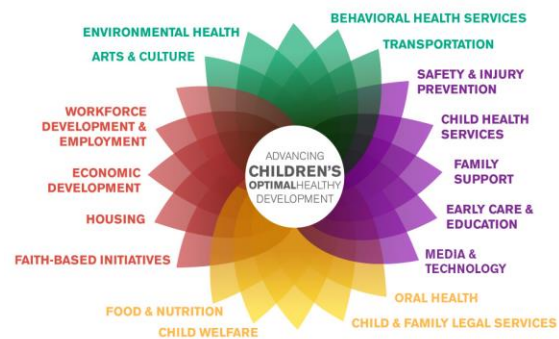 BEHAVIORAL HEALTH SERVICES
TRANSPORTATION
SAFETY & INJURY
PREVENTION
CHILD HEALTH
SERVICES
FAMILY
SUPPORT
EARLY CARE &
EDUCATION
MEDIA &
TECHNOLOGY
ORAL HEALTH
CHILD & FAMILY LEGAL SERVICES
CHILD WELFARE
FOOD & NUTRITION
FAITH-BASED INITIATIVES
HOUSING
ECONOMIC
DEVELOPMENT
WORKFORCE
DEVELOPMENT &
EMPLOYMENT
ARTS & CULTURE
ENVIRONMENTAL HEALTH
ADVANCING
CHILDREN'S
OPTIMALHEALTHY
DEVELOPMENT